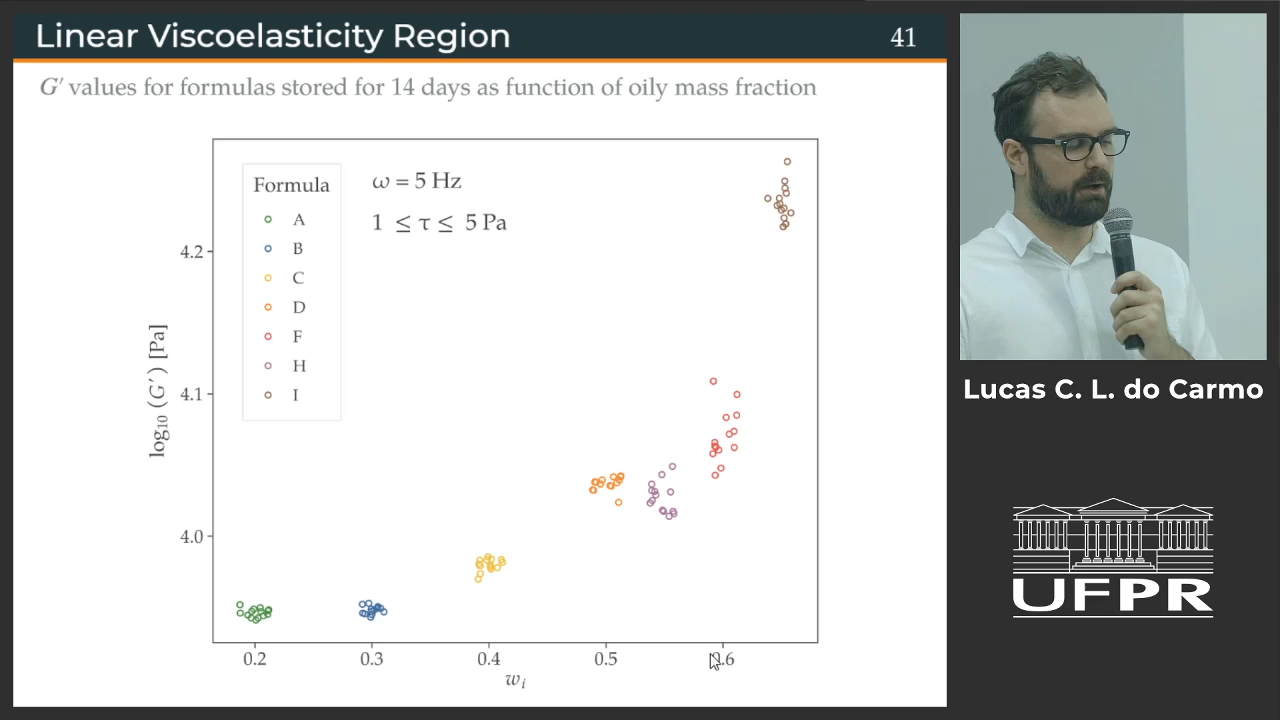 Linear Viscoelasticity Region
41
G′ values for formulas stored for 14 days as function of oily mass fraction
Formula
A
B
C
D
F
H
I
ω = 5 Hz
1 ≤ τ ≤ 5 Pa
log₁₀ (G′) [Pa]
4.2
4.1
4.0
0.2
0.3
0.4
0.5
0.6
wᵢ
Lucas C. L. do Carmo
UFPR